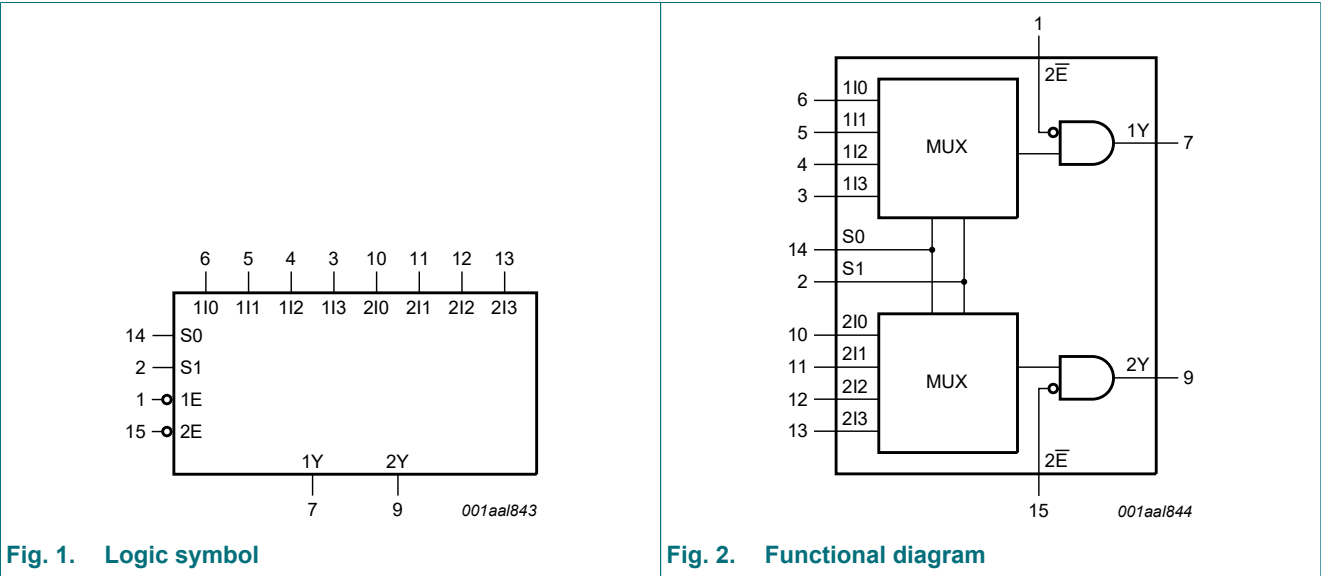 6 5 4 3 10 11 12 13
1I0 1I1 1I2 1I3 2I0 2I1 2I2 2I3
14 S0
2 S1
1 1E
15 2E
1Y 2Y
7 9 001aal843
Fig. 1. Logic symbol
1
2E̅
6 1I0
5 1I1
4 1I2
3 1I3
MUX
1Y 7
14 S0
2 S1
10 2I0
11 2I1
12 2I2
13 2I3
MUX
2Y 9
2E̅
15 001aal844
Fig. 2. Functional diagram